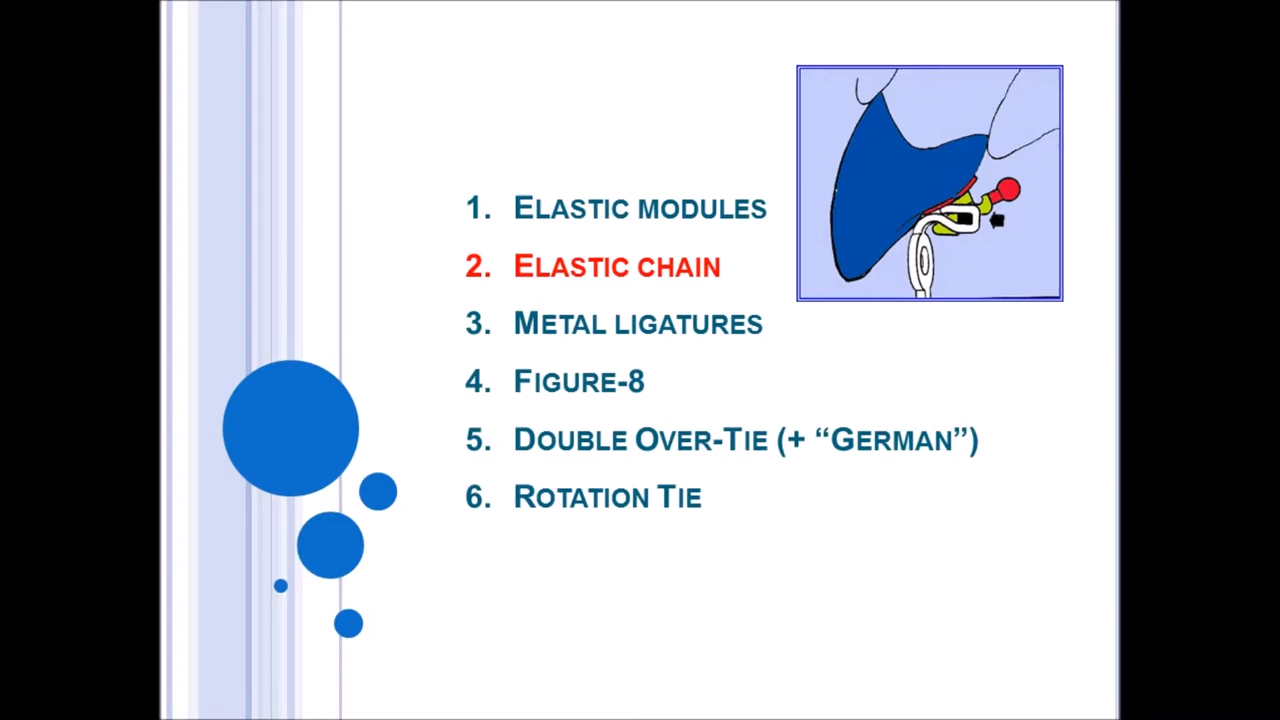 1. Elastic modules
2. Elastic chain
3. Metal ligatures
4. Figure-8
5. Double Over-Tie (+ “German”)
6. Rotation Tie